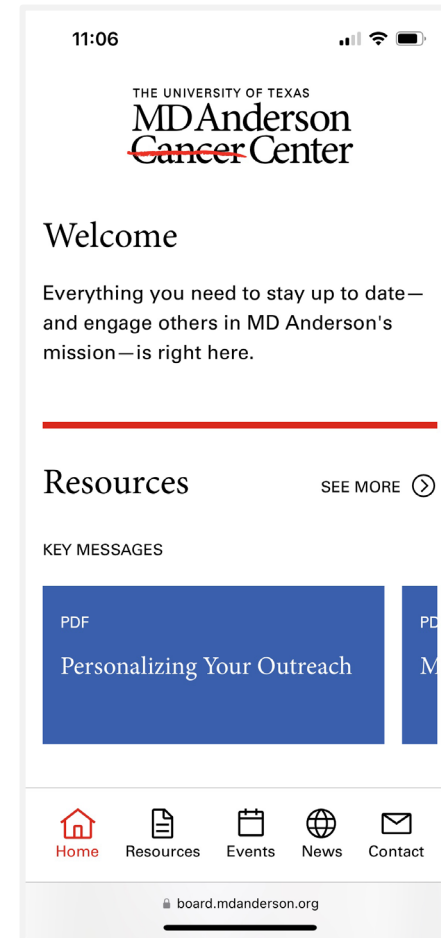 11:06
THE UNIVERSITY OF TEXAS
MD Anderson
Cancer Center
Welcome
Everything you need to stay up to date—
and engage others in MD Anderson's
mission—is right here.
Resources
SEE MORE
KEY MESSAGES
PDF
PD
Personalizing Your Outreach
M
Home
Resources
Events
News
Contact
board.mdanderson.org